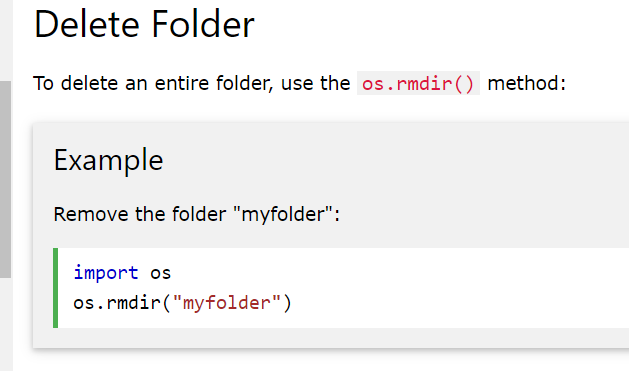 Delete Folder
To delete an entire folder, use the os.rmdir() method:
Example
Remove the folder "myfolder":
import os
os.rmdir("myfolder")